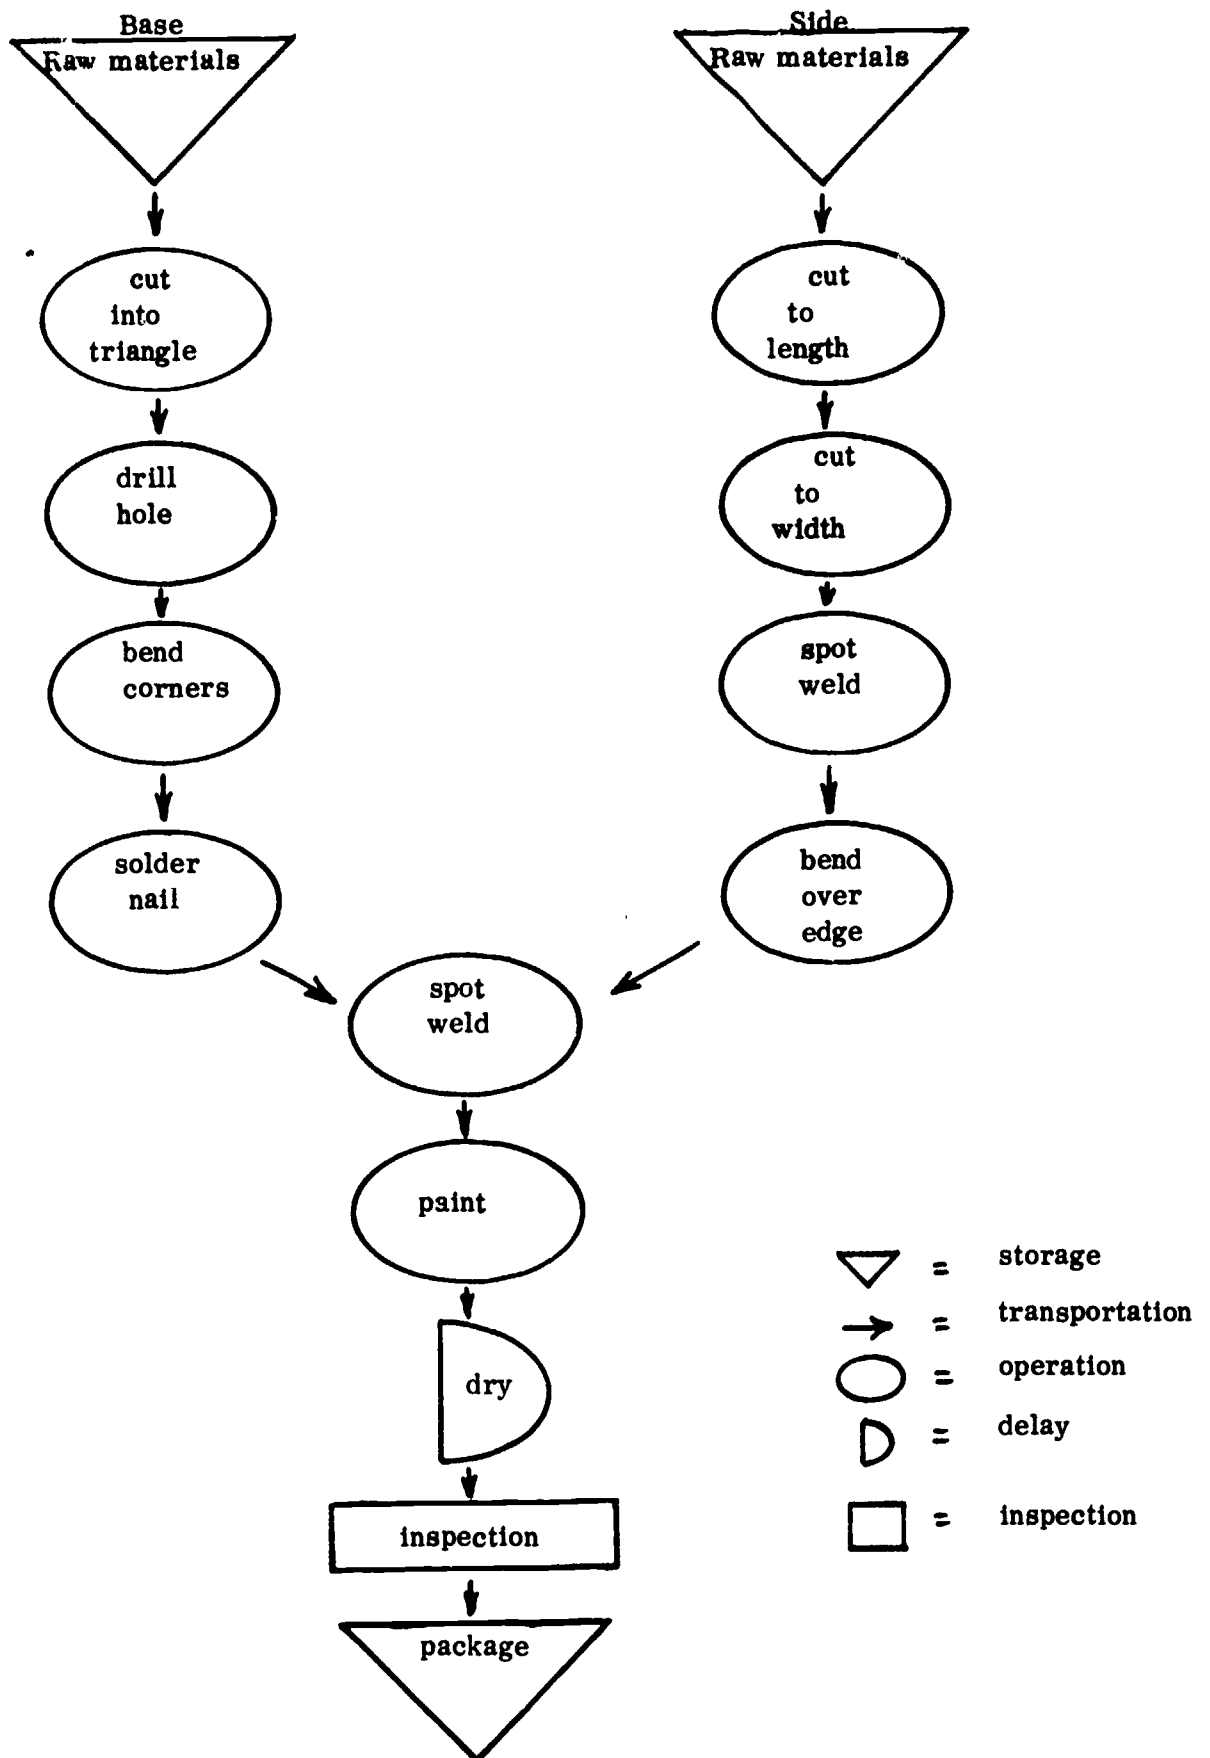 Base
Raw materials
cut
into
triangle
drill
hole
bend
corners
solder
nail
Side
Raw materials
cut
to
length
cut
to
width
spot
weld
bend
over
edge
spot
weld
paint
dry
inspection
package
= storage
= transportation
= operation
= delay
= inspection